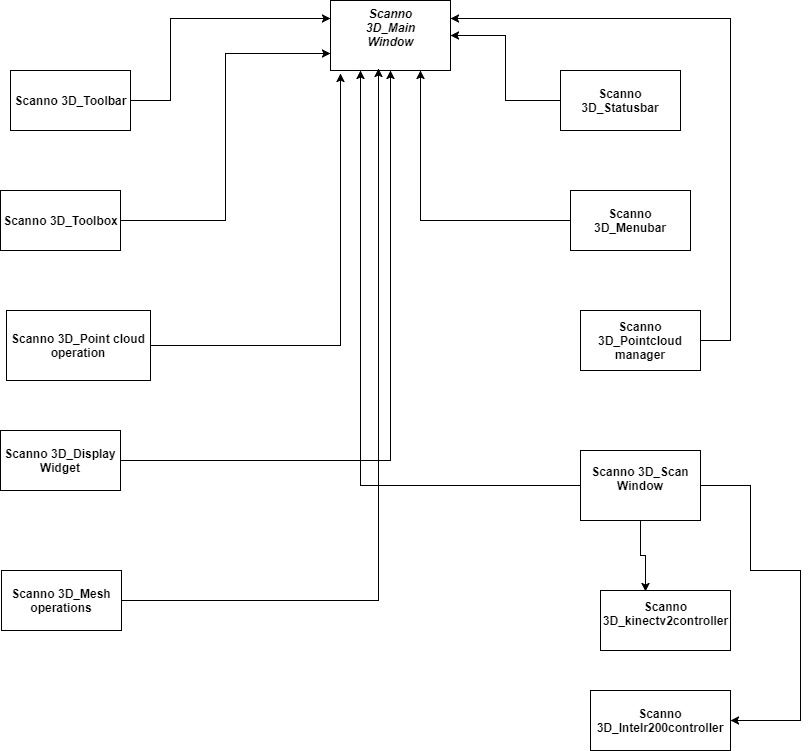 Scanno
3D_Main
Window
Scanno 3D_Toolbar
Scanno
3D_Statusbar
Scanno 3D_Toolbox
Scanno
3D_Menubar
Scanno 3D_Point cloud
operation
Scanno
3D_Pointcloud
manager
Scanno 3D_Display
Widget
Scanno 3D_Scan
Window
Scanno 3D_Mesh
operations
Scanno
3D_kinectv2controller
Scanno
3D_Intelr200controller